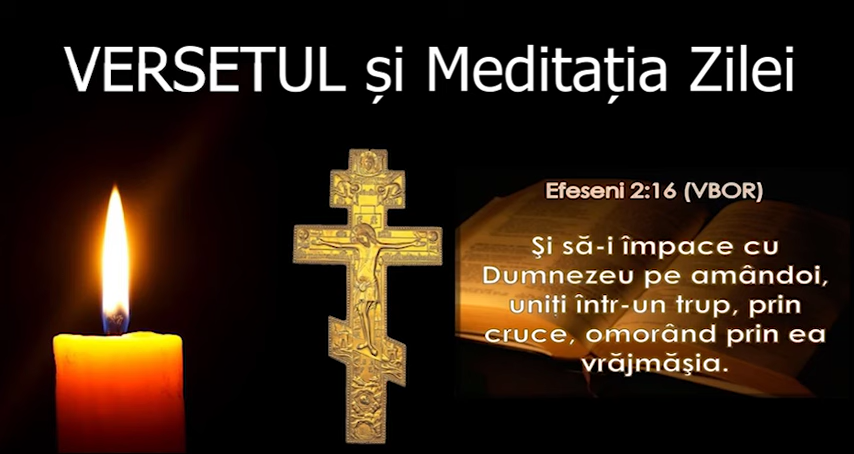 VERSETUL și Meditația Zilei
Efeseni 2:16 (VBOR)
Şi să-i împace cu
Dumnezeu pe amândoi,
uniţi într-un trup, prin
cruce, omorând prin ea
vrăjmăşia.